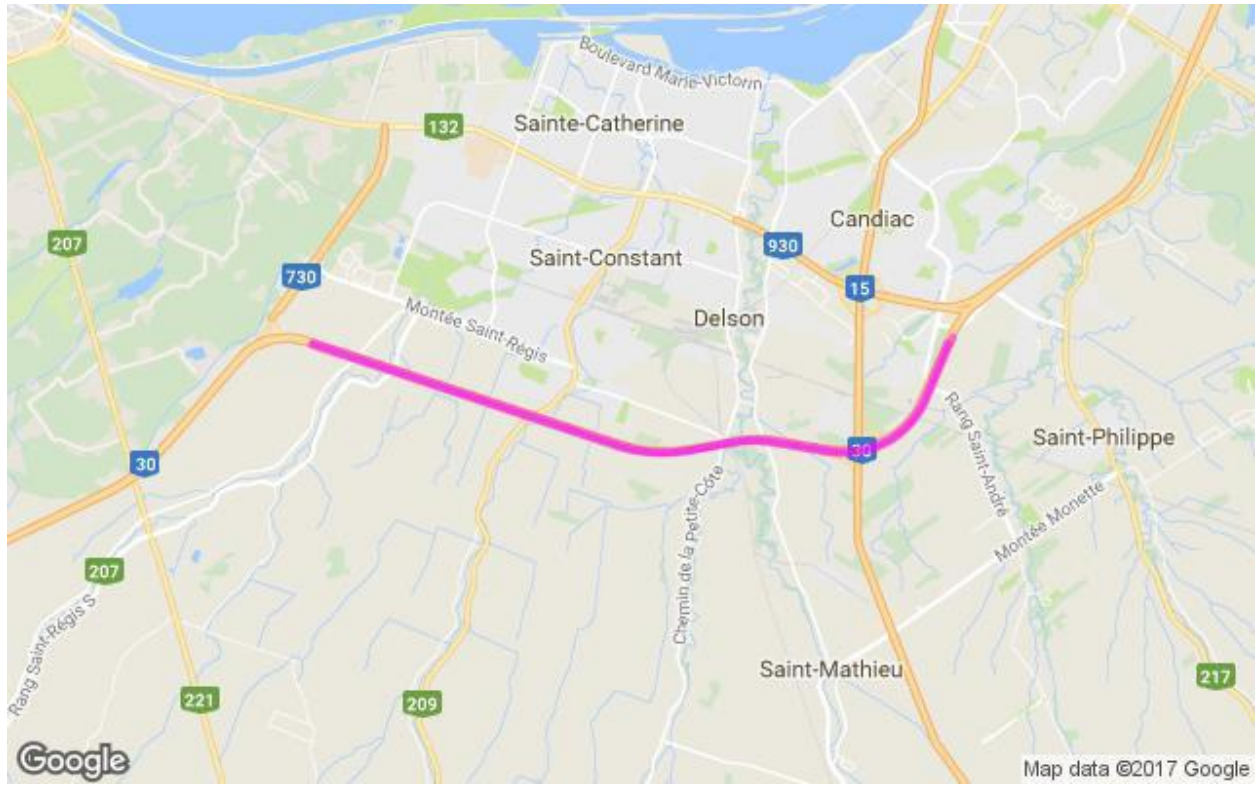 Boulevard Marie-Victorin
132
Sainte-Catherine
Candiac
207
930
Saint-Constant
730
15
Montée Saint-Régis
Delson
30
30
Rang Saint-André
Saint-Philippe
Chemin de la Petite-Côte
Montée Monette
207
Rang Saint-Régis S
Saint-Mathieu
217
221
209
Google
Map data ©2017 Google